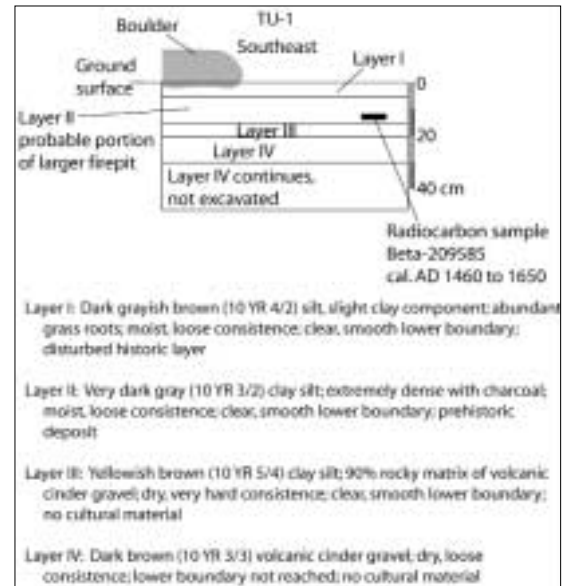 TU-1
Southeast
Boulder
Layer I
Ground
surface
0
Layer II
probable portion
of larger firepit
Layer III
20
Layer IV
Layer IV continues,
not excavated
40 cm
Radiocarbon sample
Beta-209585
cal. AD 1460 to 1650
Layer I: Dark grayish brown (10 YR 4/2) silt, slight clay component; abundant
grass roots; moist, loose consistence; clear, smooth lower boundary;
disturbed historic layer
Layer II: Very dark gray (10 YR 3/2) clay silt; extremely dense with charcoal;
moist, loose consistence; clear, smooth lower boundary; prehistoric
deposit
Layer III: Yellowish brown (10 YR 5/4) clay silt; 90% rocky matrix of volcanic
cinder gravel; dry, very hard consistence; clear, smooth lower boundary;
no cultural material
Layer IV: Dark brown (10 YR 3/3) volcanic cinder gravel; dry, loose
consistence; lower boundary not reached; no cultural material